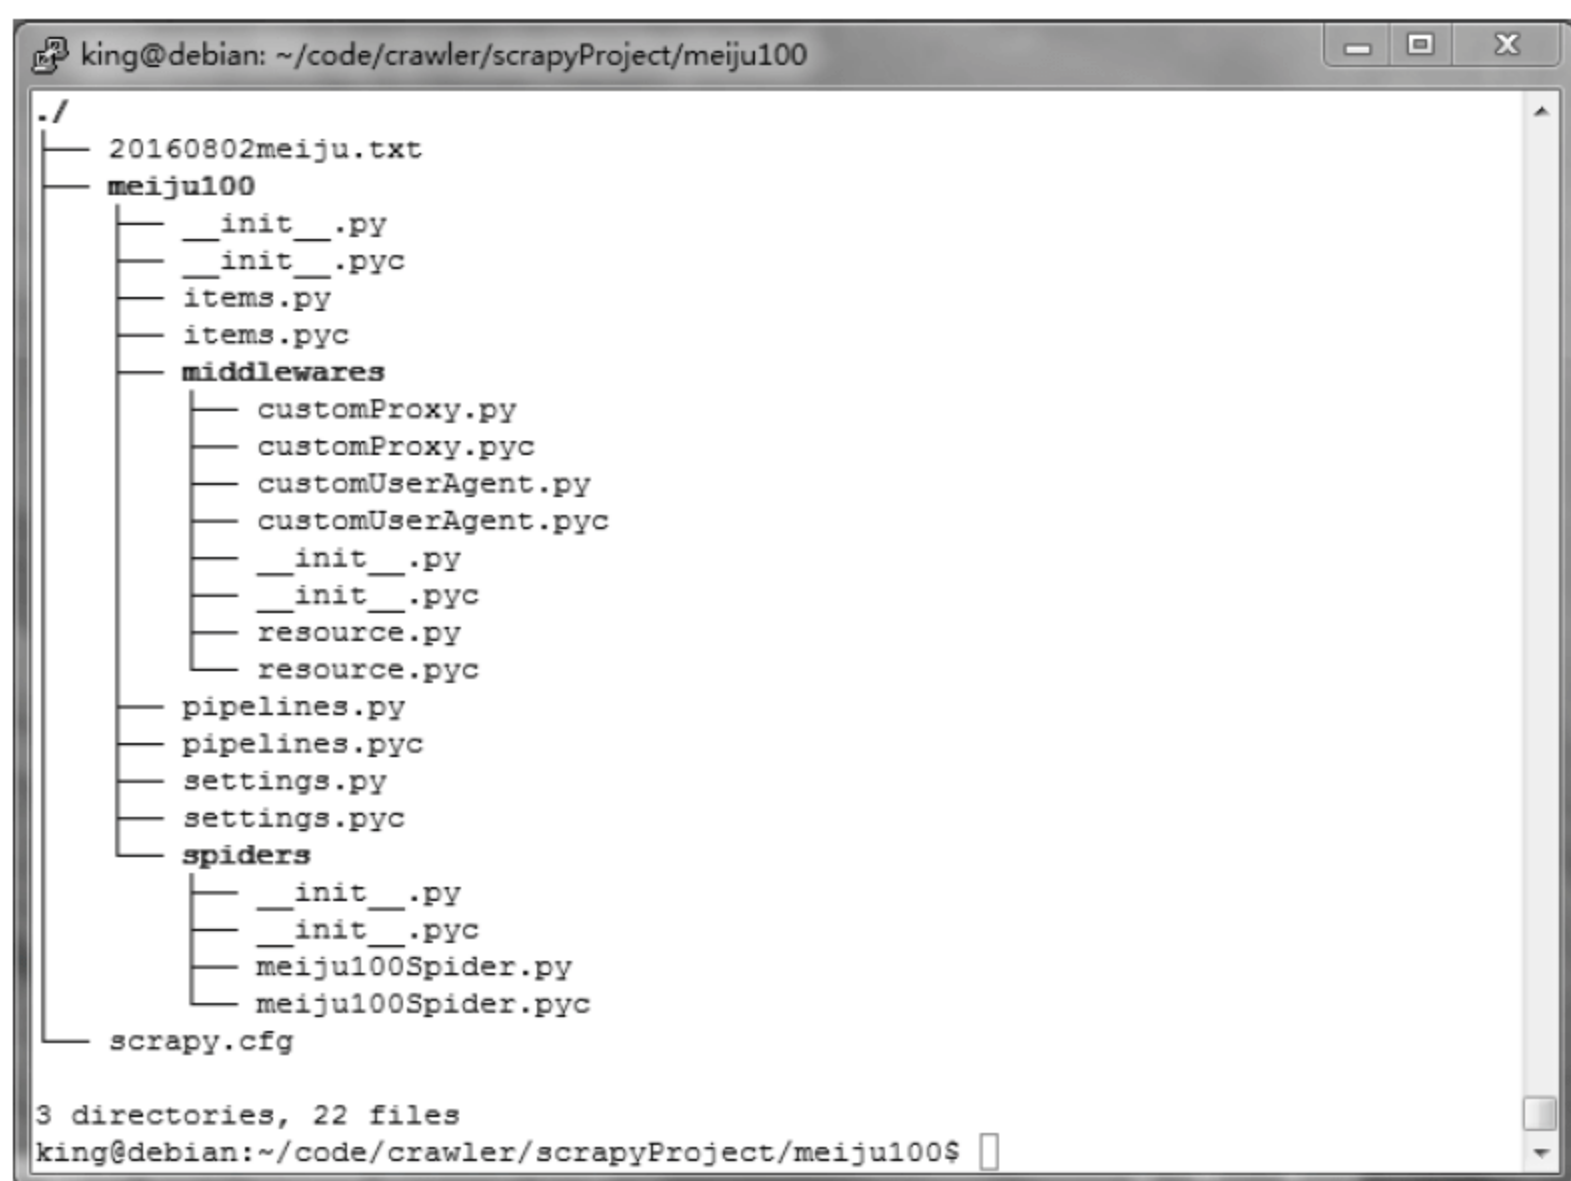 king@debian: ~/code/crawler/scrapyProject/meiju100
./
├── 20160802meiju.txt
├── meiju100
│   ├── __init__.py
│   ├── __init__.pyc
│   ├── items.py
│   ├── items.pyc
│   ├── middlewares
│   │   ├── customProxy.py
│   │   ├── customProxy.pyc
│   │   ├── customUserAgent.py
│   │   ├── customUserAgent.pyc
│   │   ├── __init__.py
│   │   ├── __init__.pyc
│   │   ├── resource.py
│   │   └── resource.pyc
│   ├── pipelines.py
│   ├── pipelines.pyc
│   ├── settings.py
│   ├── settings.pyc
│   └── spiders
│       ├── __init__.py
│       ├── __init__.pyc
│       ├── meiju100Spider.py
│       └── meiju100Spider.pyc
└── scrapy.cfg
3 directories, 22 files
king@debian:~/code/crawler/scrapyProject/meiju100$